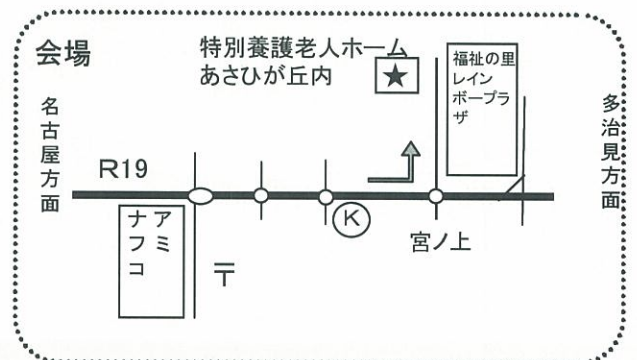 会場
特別養護老人ホーム
あさひが丘内
★
福祉の里
レイン
ボープラ
ザ
名古屋方面
多治見方面
R19
K
宮ノ上
アミ
ナフコ
〒